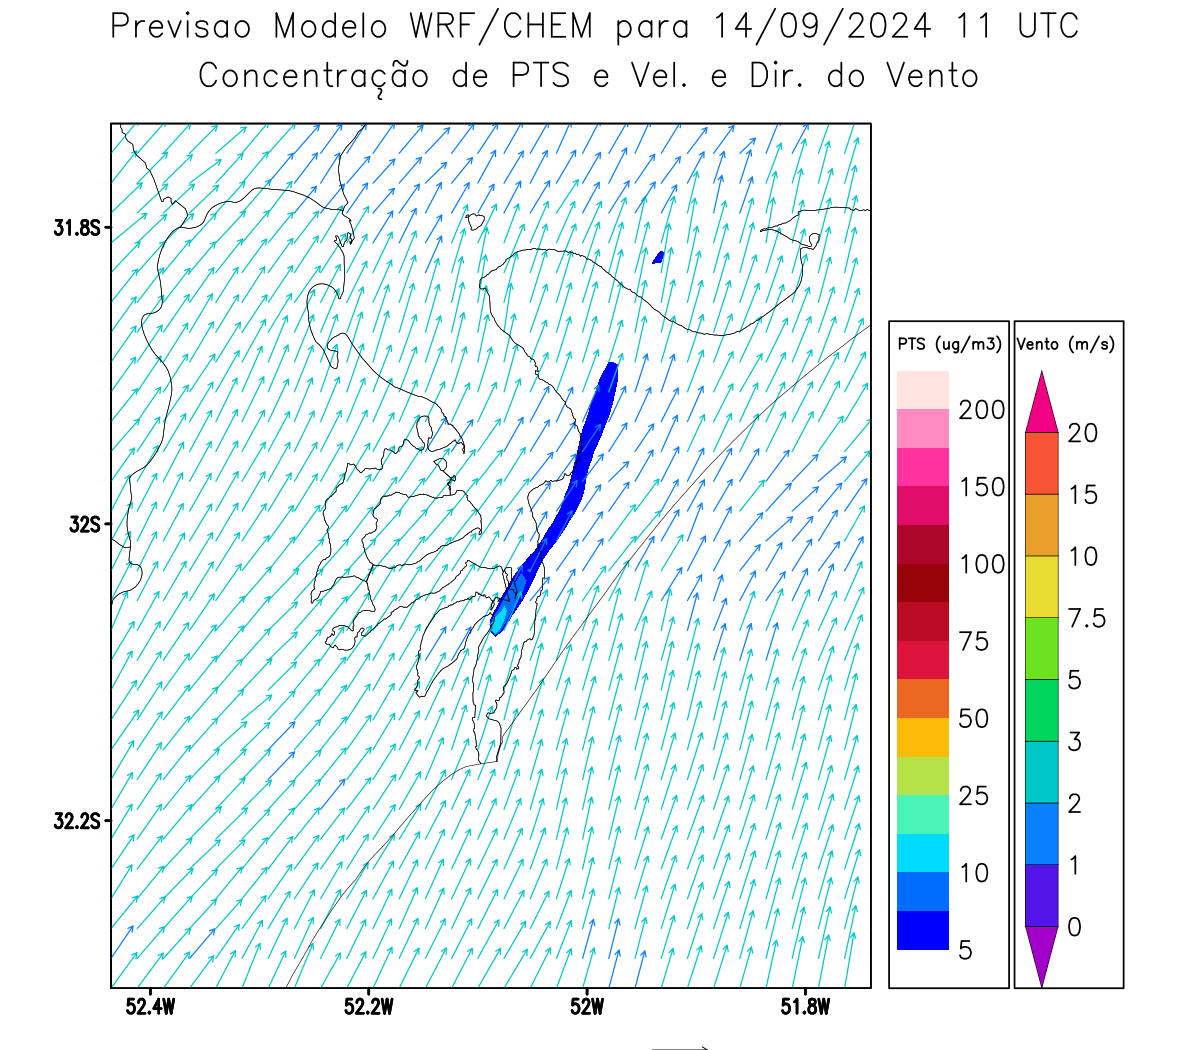 Previsao Modelo WRF/CHEM para 14/09/2024 11 UTC
Concentração de PTS e Vel. e Dir. do Vento
31.8S
32S
32.2S
52.4W 52.2W 52W 51.8W
PTS (ug/m3)
200
150
100
75
50
25
10
5
Vento (m/s)
20
15
10
7.5
5
3
2
1
0